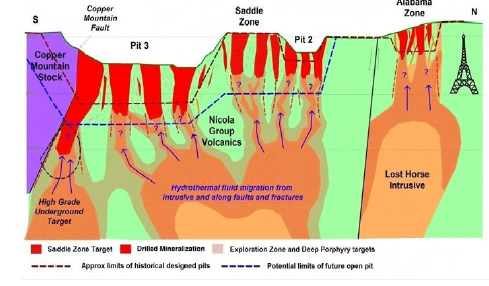 Saddle
Zone
Alabama
Zone
Copper
Mountain
Fault
S
N
Pit 3
Pit 2
Copper
Mountain
Stock
?
?
?
?
?
?
?
?
Nicola
Group
Volcanics
Lost Horse
Intrusive
Hydrothermal fluid migration from
intrusive and along faults and fractures
High Grade
Underground
Target
Saddle Zone Target
Drilled Mineralization
Exploration Zone and Deep Porphyry targets
Approx limits of historical designed pits
Potential limits of future open pit